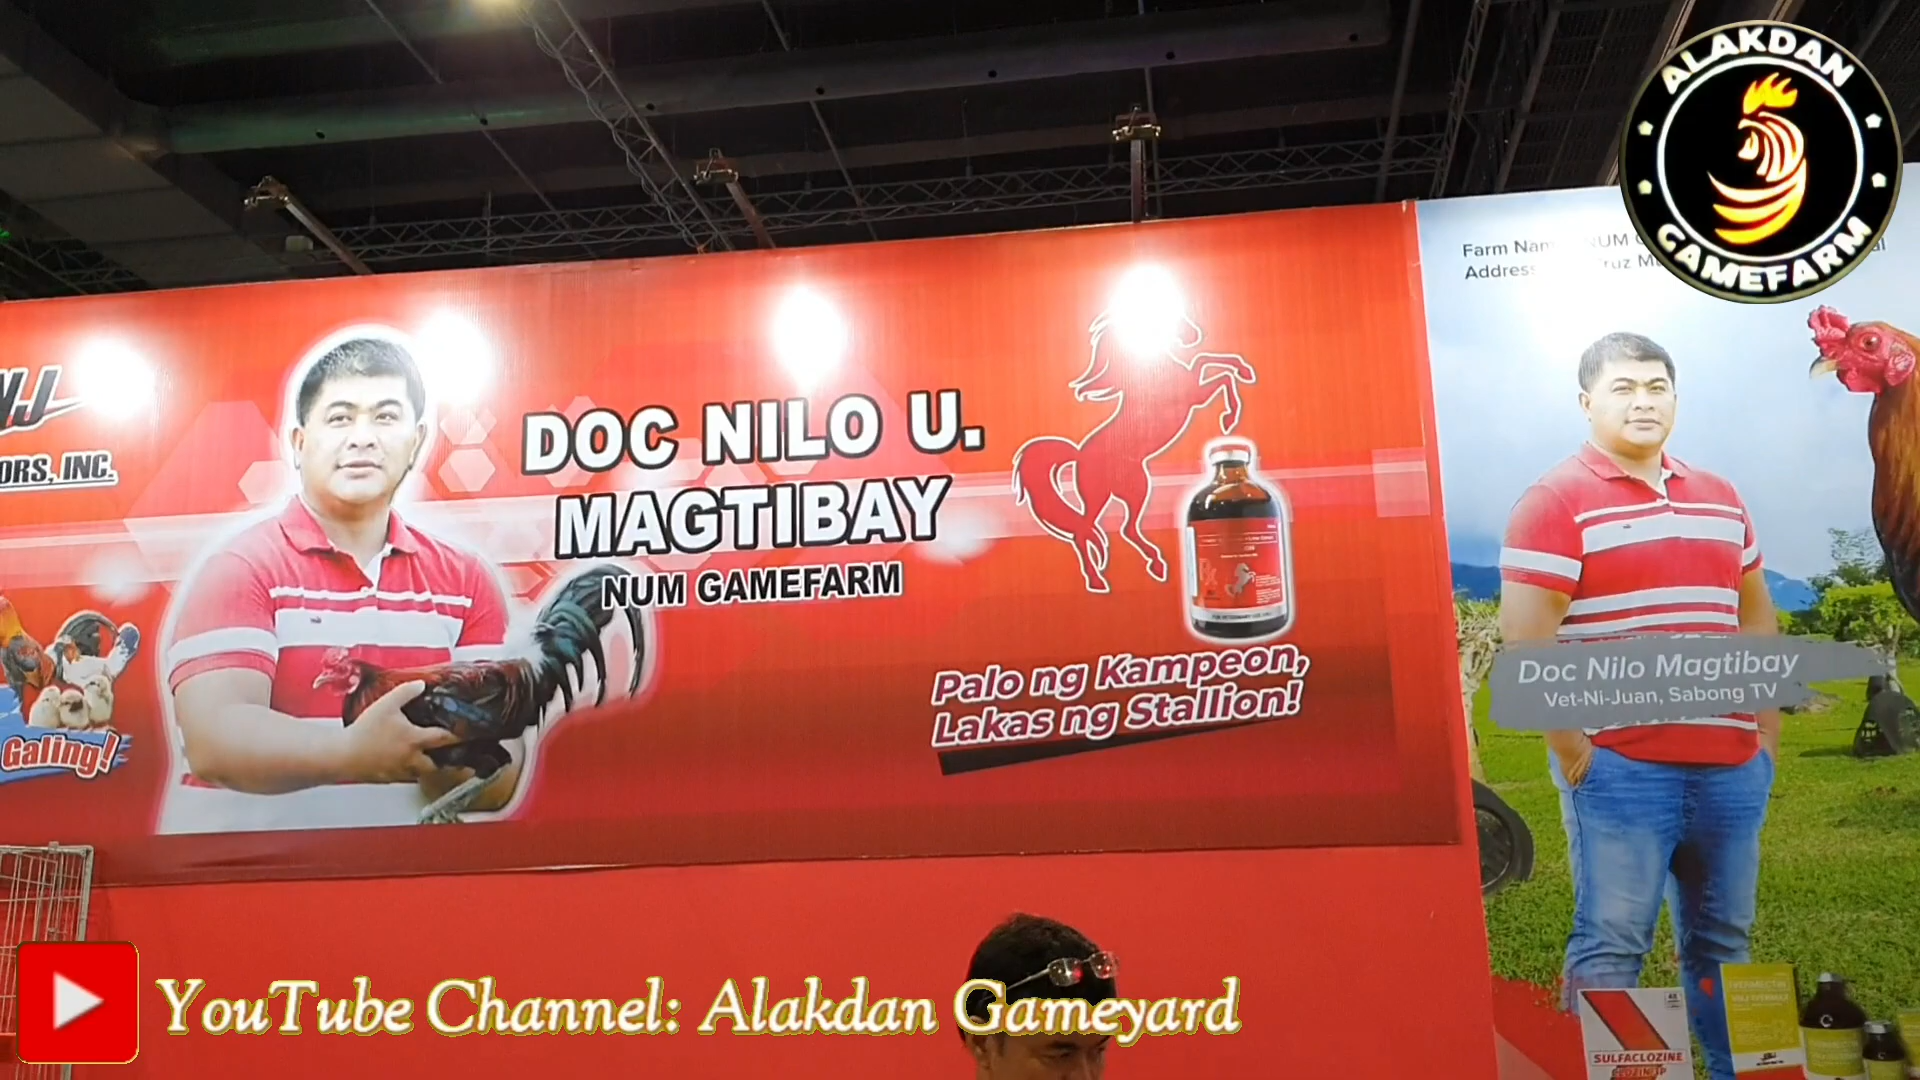 ALAKDAN
GAMEFARM
Farm Name
Address
ORS, INC.
DOC NILO U.
MAGTIBAY
NUM GAMEFARM
Palo ng Kampeon,
Lakas ng Stallion!
Galing!
Doc Nilo Magtibay
Vet-Ni-Juan, Sabong TV
YouTube Channel: Alakdan Gameyard
SULFACLOZINE